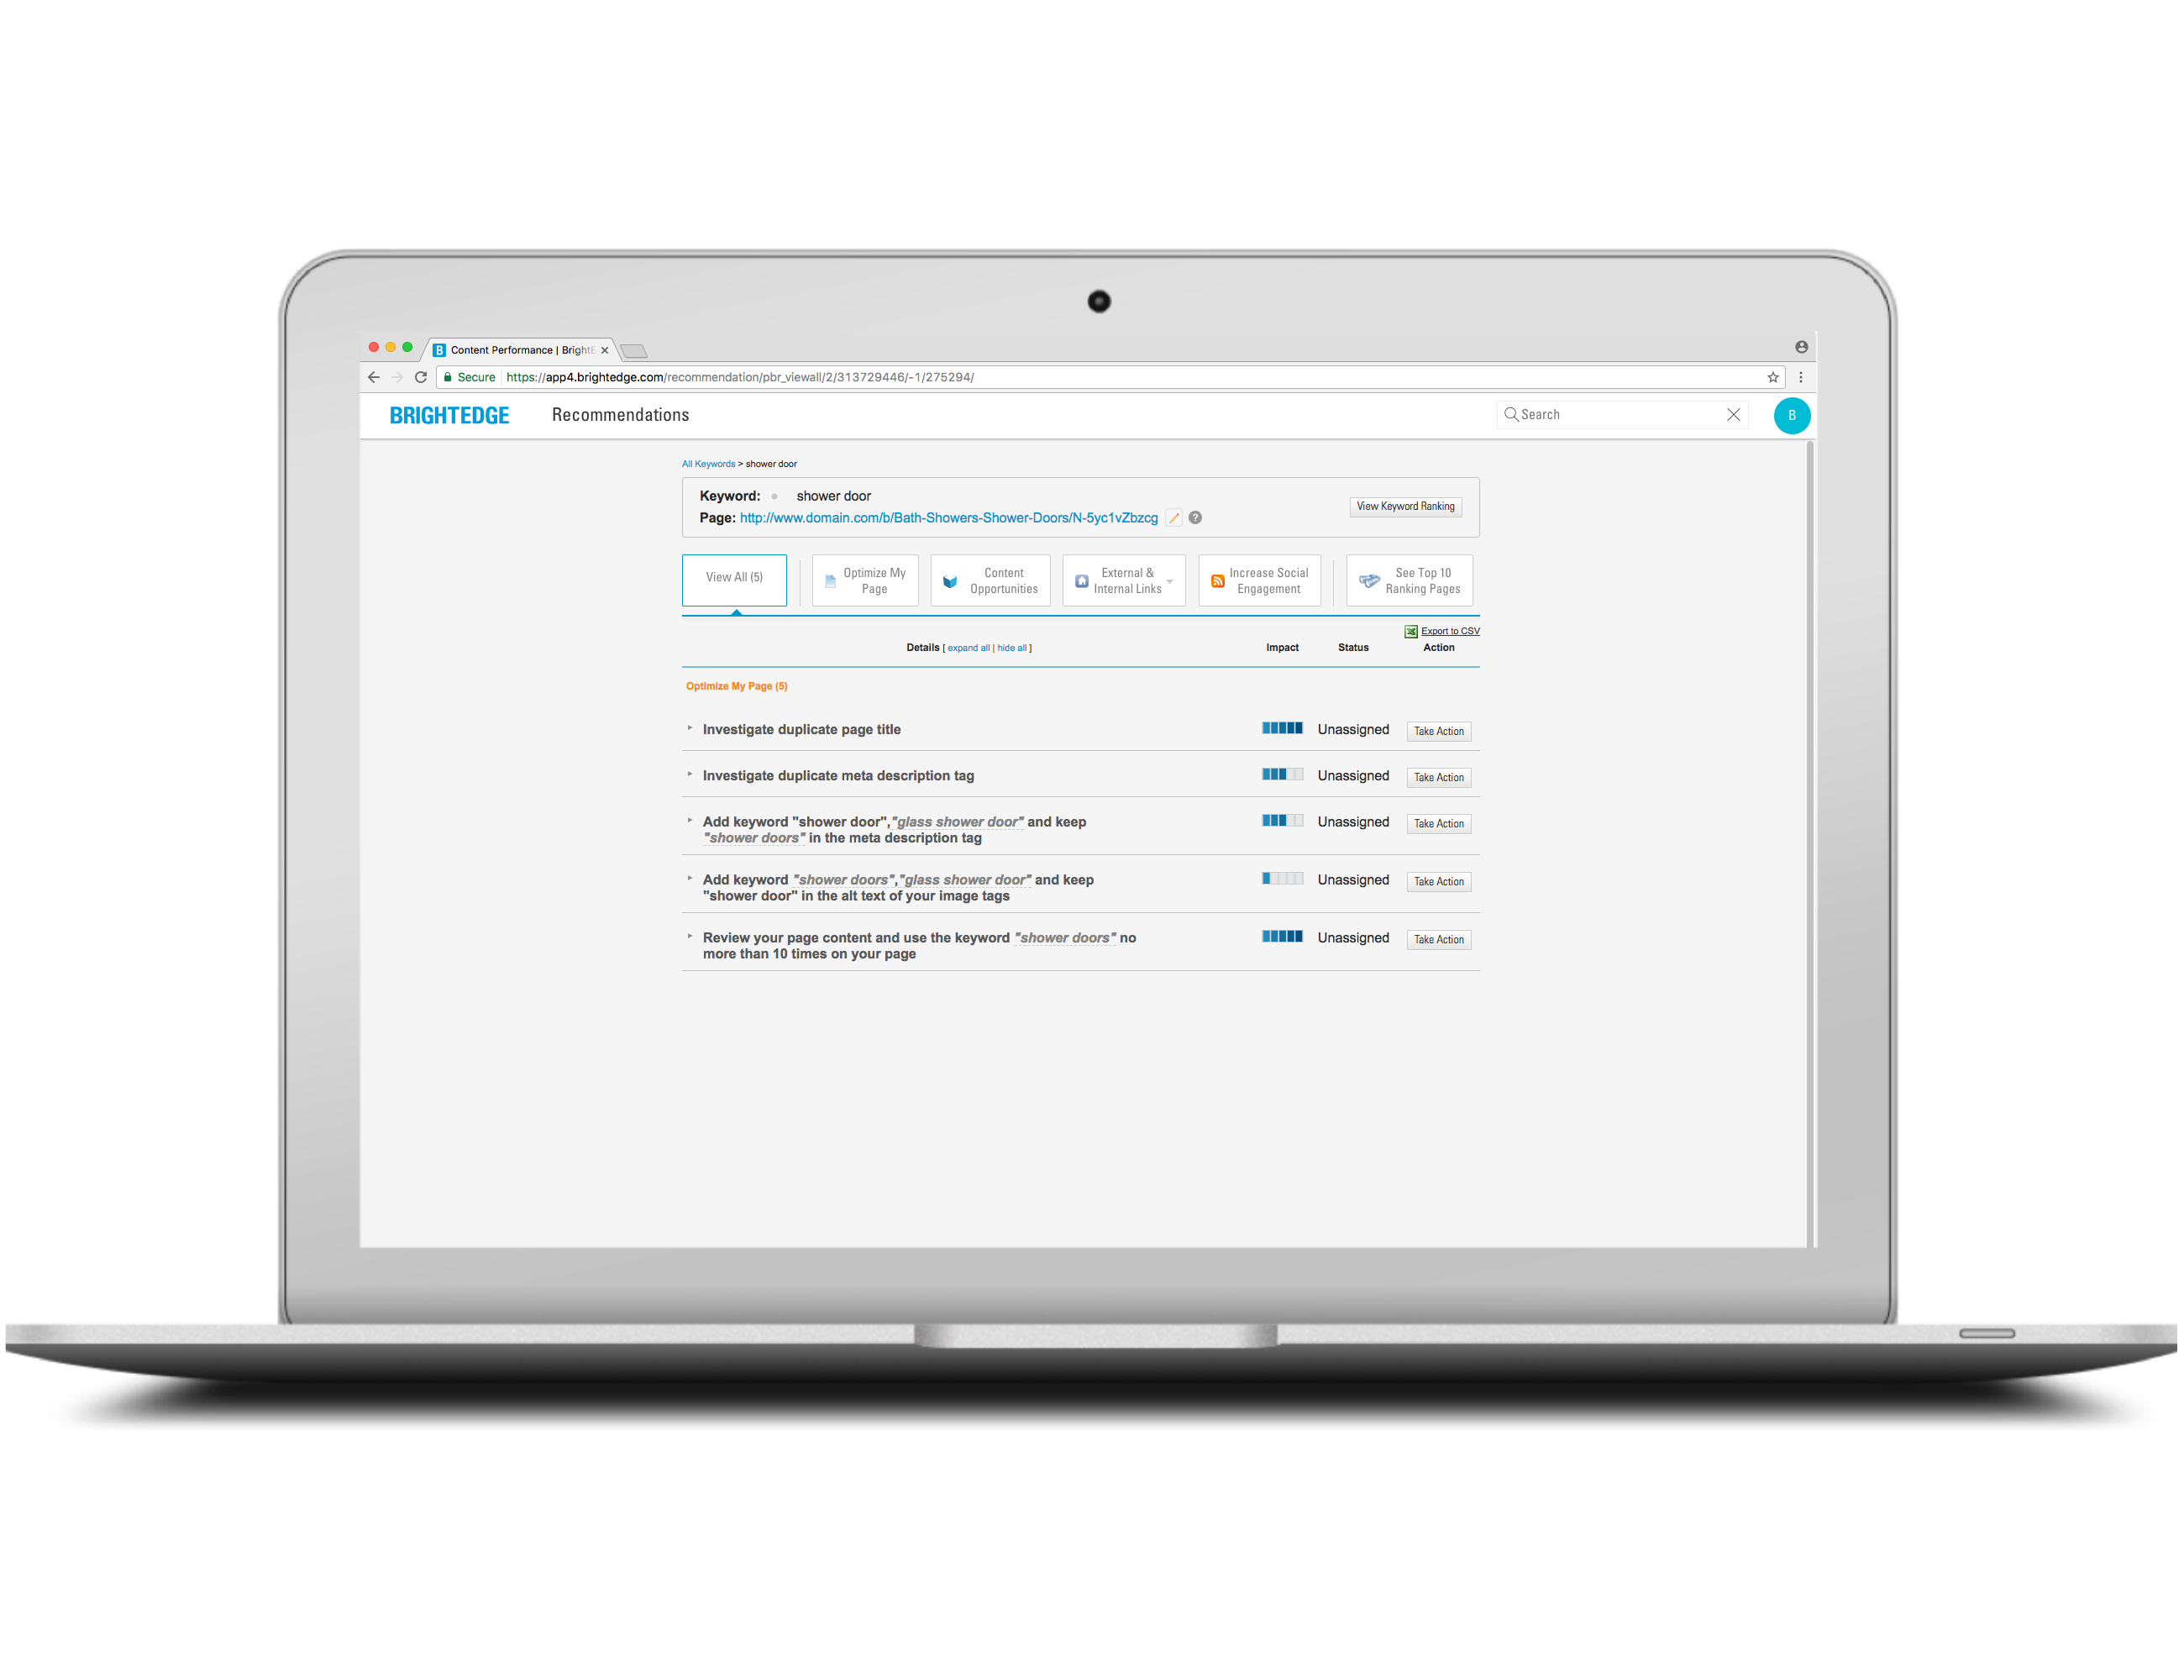 Content Performance | BrightE
Secure https://app4.brightedge.com/recommendation/pbr_viewall/2/313729446/-1/275294/
BRIGHTEDGE Recommendations Search B
All Keywords > shower door
Keyword: shower door
View Keyword Ranking
Page: http://www.domain.com/b/Bath-Showers-Shower-Doors/N-5yc1vZbzcg
View All (5)
Optimize My
Page
Content
Opportunities
External &
Internal Links
Increase Social
Engagement
See Top 10
Ranking Pages
Export to CSV
Details [ expand all | hide all ] Impact Status Action
Optimize My Page (5)
Investigate duplicate page title Unassigned Take Action
Investigate duplicate meta description tag Unassigned Take Action
Add keyword "shower door","glass shower door" and keep Unassigned Take Action
"shower doors" in the meta description tag
Add keyword "shower doors","glass shower door" and keep Unassigned Take Action
"shower door" in the alt text of your image tags
Review your page content and use the keyword "shower doors" no Unassigned Take Action
more than 10 times on your page